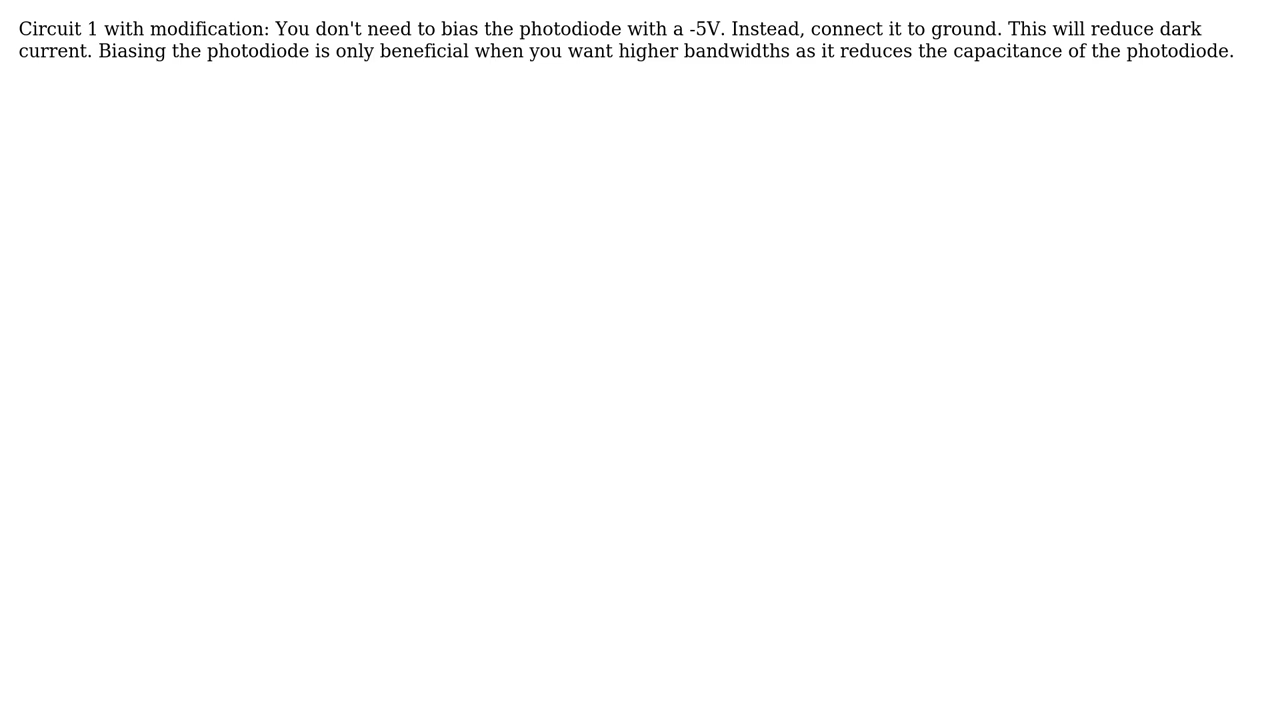 Circuit 1 with modification: You don't need to bias the photodiode with a -5V. Instead, connect it to ground. This will reduce dark
current. Biasing the photodiode is only beneficial when you want higher bandwidths as it reduces the capacitance of the photodiode.